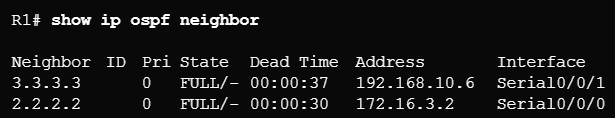 R1# show ip ospf neighbor
Neighbor ID Pri State Dead Time Address Interface
3.3.3.3 0 FULL/- 00:00:37 192.168.10.6 Serial0/0/1
2.2.2.2 0 FULL/- 00:00:30 172.16.3.2 Serial0/0/0